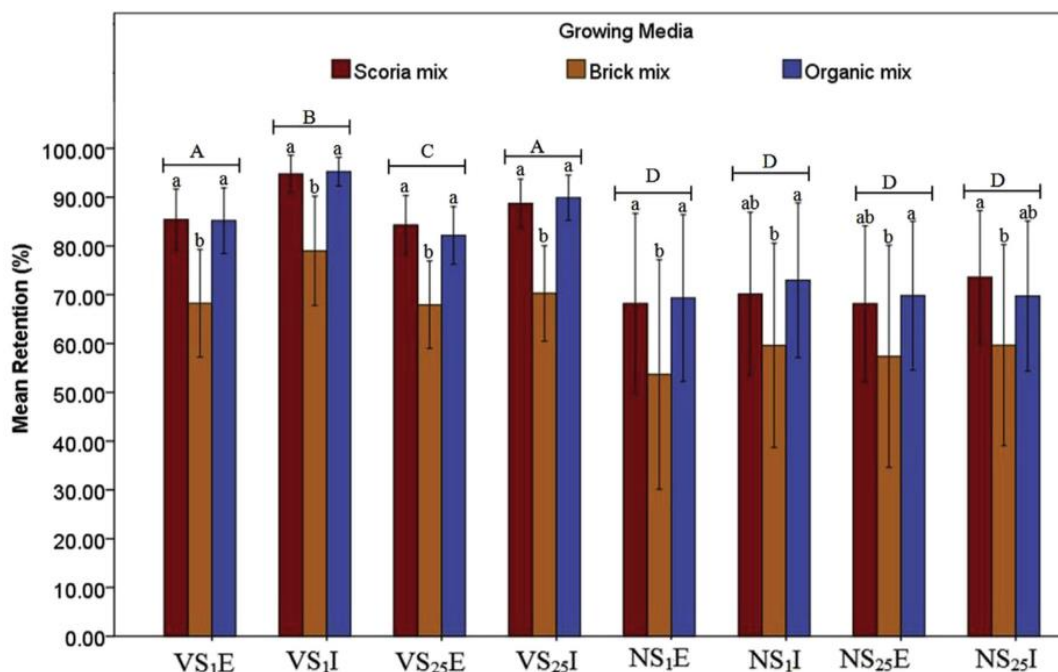 Growing Media
Scoria mix Brick mix Organic mix
Mean Retention (%)
100.00
90.00
80.00
70.00
60.00
50.00
40.00
30.00
20.00
10.00
0.00
A B C A D D D D
a b a
a b a
a b a
a b a
a b a
ab b a
ab b a
a b ab
VS₁E VS₁I VS₂₅E VS₂₅I NS₁E NS₁I NS₂₅E NS₂₅I